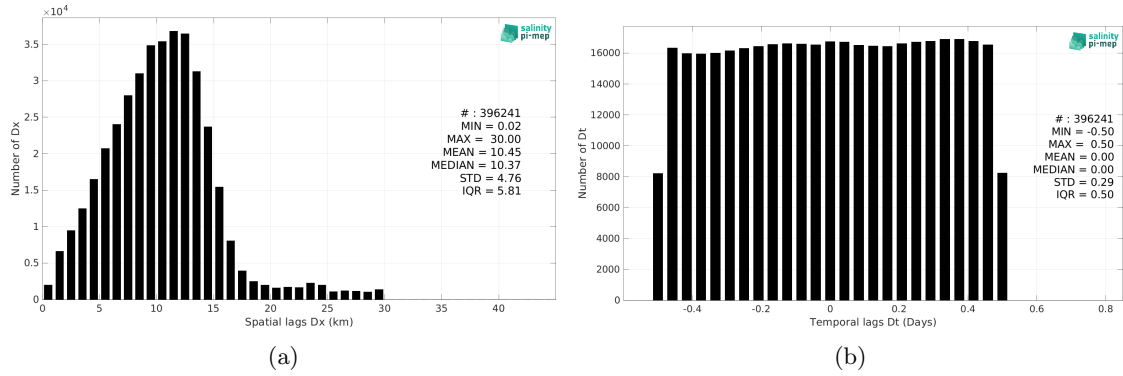 ×10⁴
salinity
pi-mep
3.5
3
2.5
2
1.5
1
0.5
0
Number of Dx
# : 396241
MIN = 0.02
MAX = 30.00
MEAN = 10.45
MEDIAN = 10.37
STD = 4.76
IQR = 5.81
0 5 10 15 20 25 30 35 40
Spatial lags Dx (km)
(a)
salinity
pi-mep
16000
14000
12000
10000
8000
6000
4000
2000
0
Number of Dt
# : 396241
MIN = -0.50
MAX = 0.50
MEAN = 0.00
MEDIAN = 0.00
STD = 0.29
IQR = 0.50
-0.4 -0.2 0 0.2 0.4 0.6 0.8
Temporal lags Dt (Days)
(b)